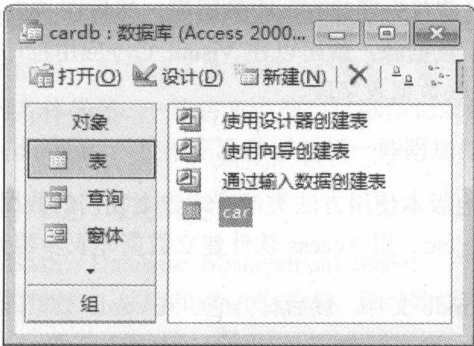 cardb : 数据库 (Access 2000...
打开(O) 设计(D) 新建(N)
对象
表
查询
窗体
组
使用设计器创建表
使用向导创建表
通过输入数据创建表
car